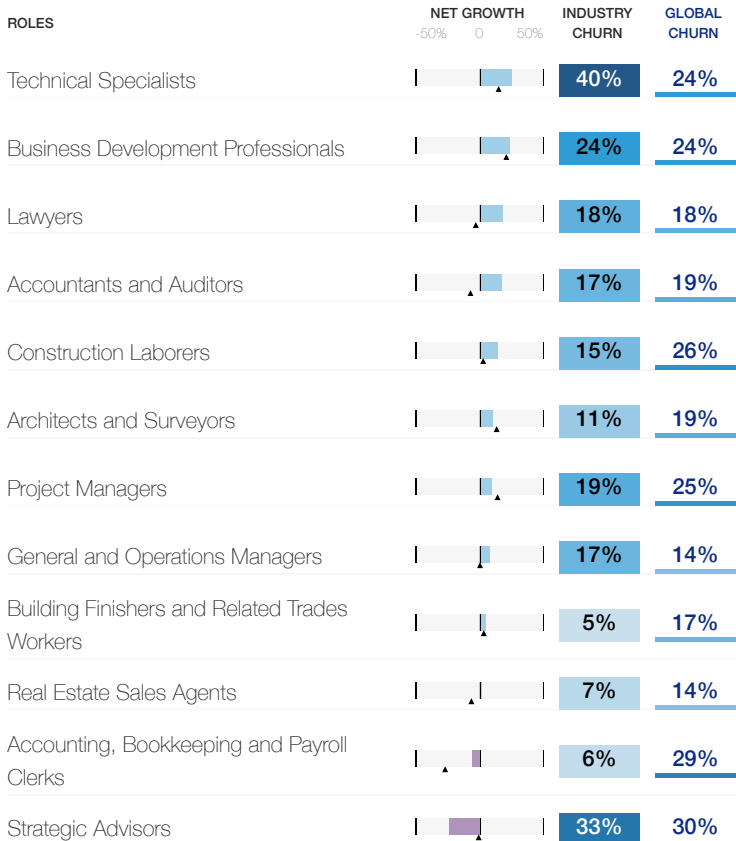 ROLES NET GROWTH INDUSTRY CHURN GLOBAL CHURN
-50% 0 50%
Technical Specialists 40% 24%
Business Development Professionals 24% 24%
Lawyers 18% 18%
Accountants and Auditors 17% 19%
Construction Laborers 15% 26%
Architects and Surveyors 11% 19%
Project Managers 19% 25%
General and Operations Managers 17% 14%
Building Finishers and Related Trades
Workers 5% 17%
Real Estate Sales Agents 7% 14%
Accounting, Bookkeeping and Payroll
Clerks 6% 29%
Strategic Advisors 33% 30%